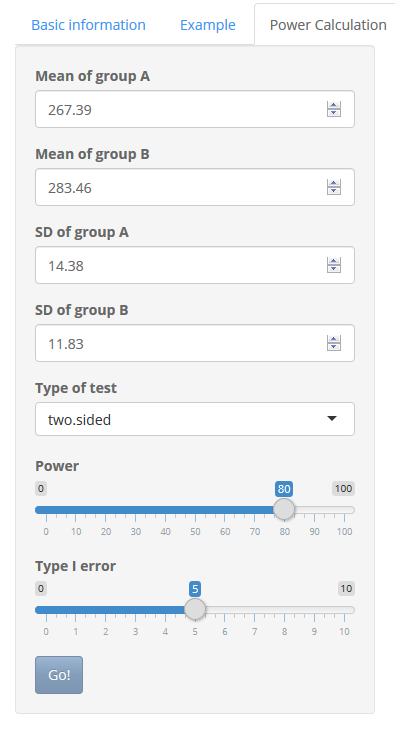 Basic information Example Power Calculation
Mean of group A
267.39
Mean of group B
283.46
SD of group A
14.38
SD of group B
11.83
Type of test
two.sided
Power
0 80 100
0 10 20 30 40 50 60 70 80 90 100
Type I error
0 5 10
0 1 2 3 4 5 6 7 8 9 10
Go!